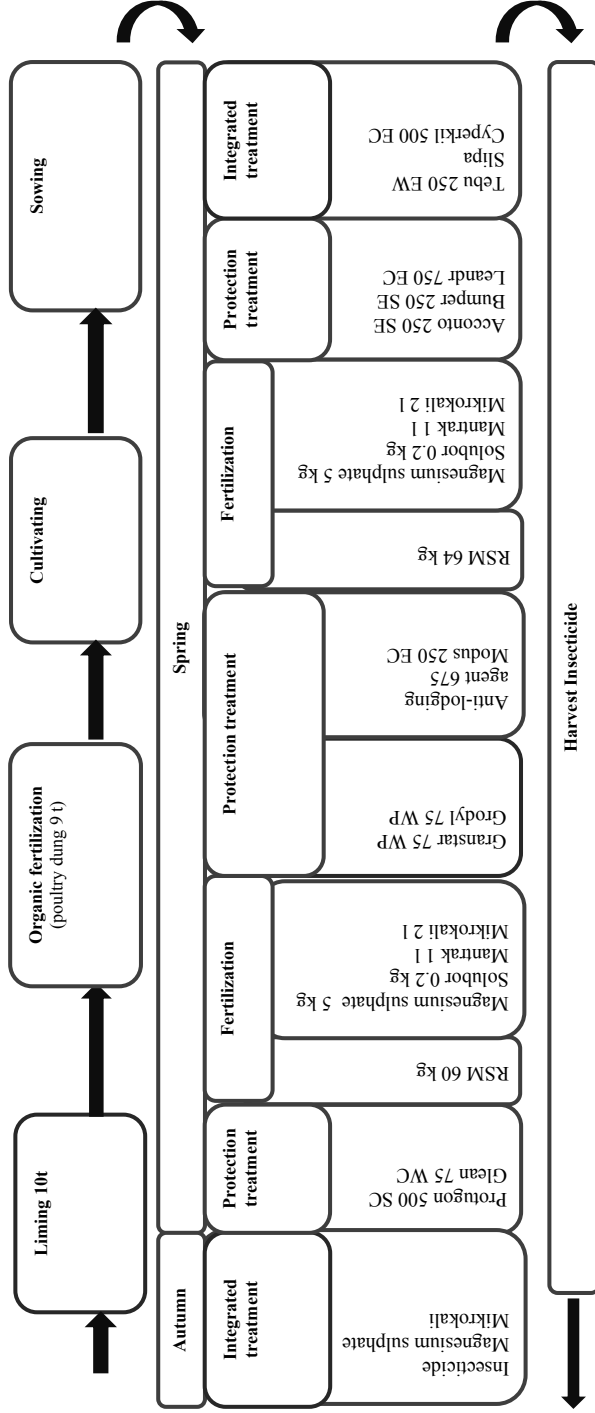 Liming 10t
Organic fertilization
(poultry dung 9 t)
Cultivating
Sowing
Autumn
Spring
Integrated
treatment
Insecticide
Magnesium sulphate
Mikrokali
Protection
treatment
Protugon 500 SC
Glean 75 WC
Fertilization
RSM 60 kg
Magnesium sulphate 5 kg
Solubor 0.2 kg
Mantrak 1 l
Mikrokali 2 l
Protection treatment
Granstar 75 WP
Grodyl 75 WP
Anti-lodging
agent 675
Modus 250 EC
Fertilization
RSM 64 kg
Magnesium sulphate 5 kg
Solubor 0.2 kg
Mantrak 1 l
Mikrokali 2 l
Protection
treatment
Acconto 250 SE
Bumper 250 SE
Leandr 750 EC
Integrated
treatment
Tebu 250 EW
Slipa
Cyperkil 500 EC
Harvest Insecticide